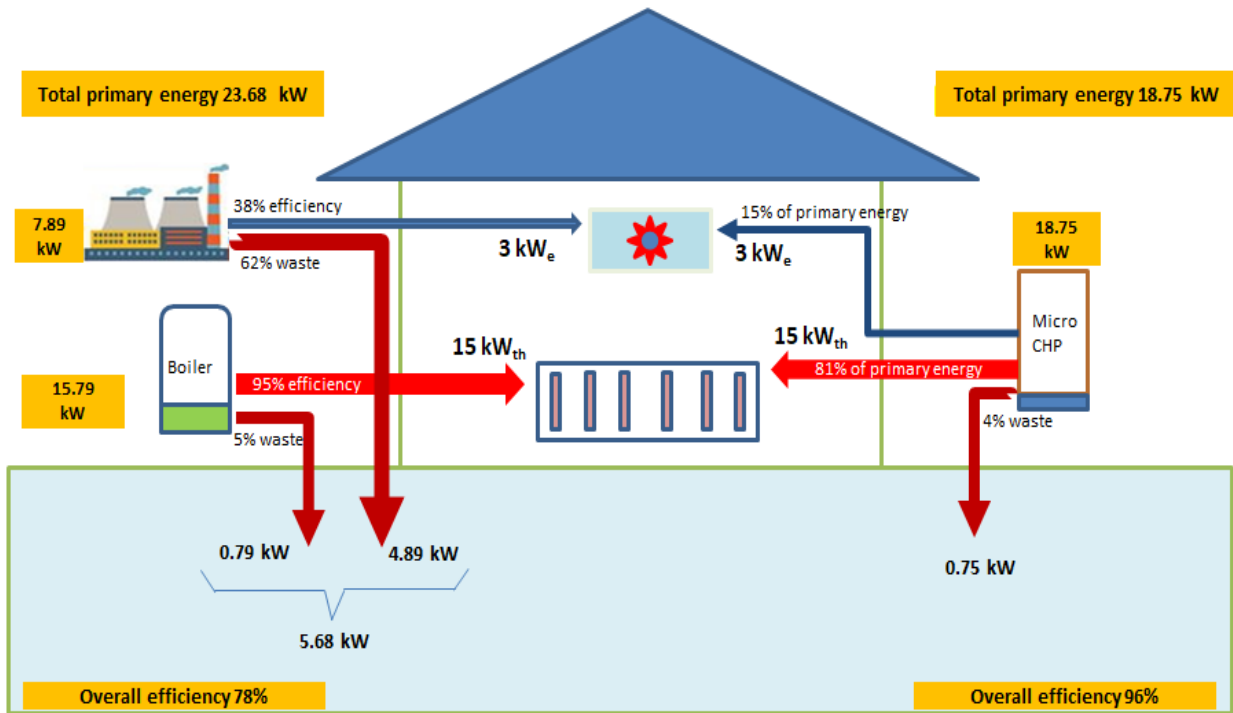 Total primary energy 23.68 kW
Total primary energy 18.75 kW
7.89
kW
38% efficiency
62% waste
3 kWe
15% of primary energy
3 kWe
18.75
kW
Boiler
15.79
kW
95% efficiency
5% waste
15 kWth
15 kWth
81% of primary energy
Micro
CHP
4% waste
0.79 kW
4.89 kW
5.68 kW
0.75 kW
Overall efficiency 78%
Overall efficiency 96%